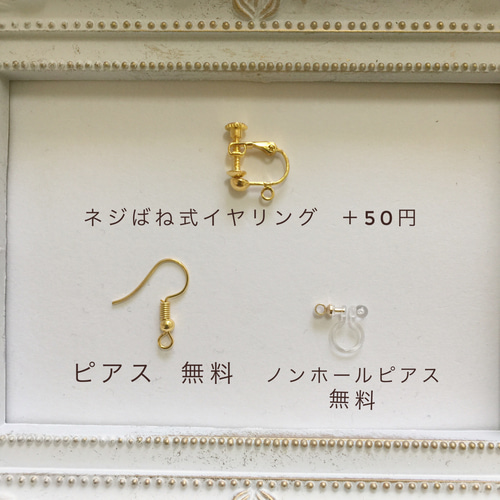 ネジばね式イヤリング　＋50円
ピアス　無料
ノンホールピアス
無料